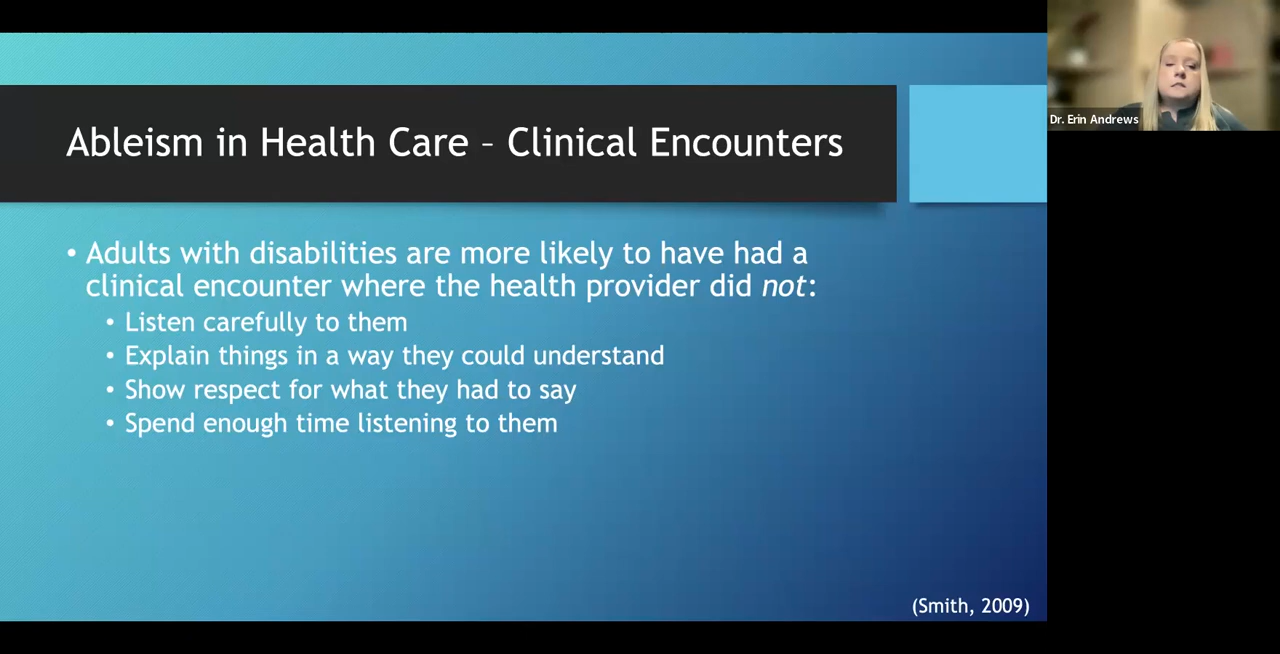 Ableism in Health Care – Clinical Encounters
• Adults with disabilities are more likely to have had a
clinical encounter where the health provider did not:
• Listen carefully to them
• Explain things in a way they could understand
• Show respect for what they had to say
• Spend enough time listening to them
(Smith, 2009)
Dr. Erin Andrews